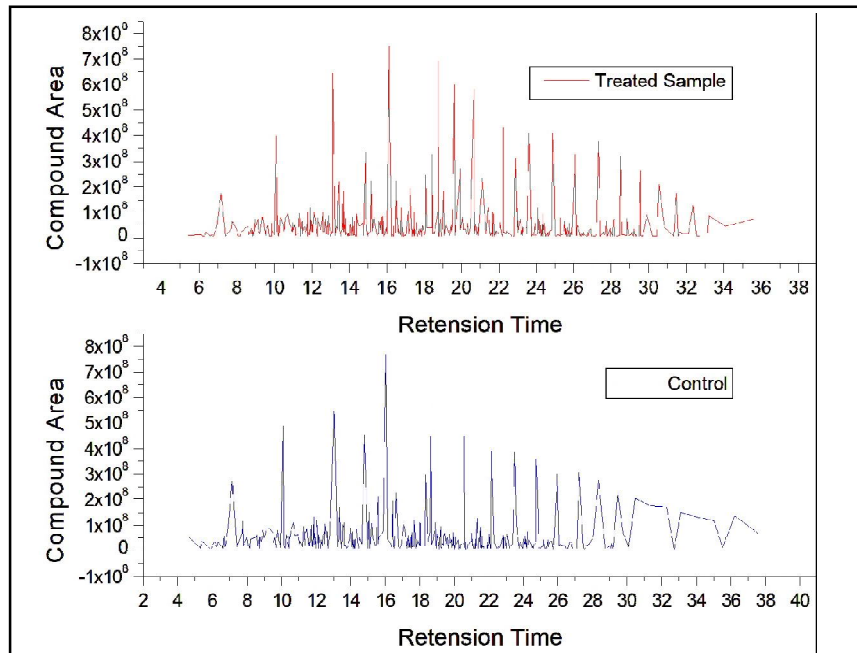 8x10⁸
7x10⁸
6x10⁸
5x10⁸
4x10⁸
3x10⁸
2x10⁸
1x10⁸
0
-1x10⁸
Compound Area
Treated Sample
4 6 8 10 12 14 16 18 20 22 24 26 28 30 32 34 36 38
Retension Time
8x10⁸
7x10⁸
6x10⁸
5x10⁸
4x10⁸
3x10⁸
2x10⁸
1x10⁸
0
-1x10⁸
Compound Area
Control
2 4 6 8 10 12 14 16 18 20 22 24 26 28 30 32 34 36 38 40
Retension Time